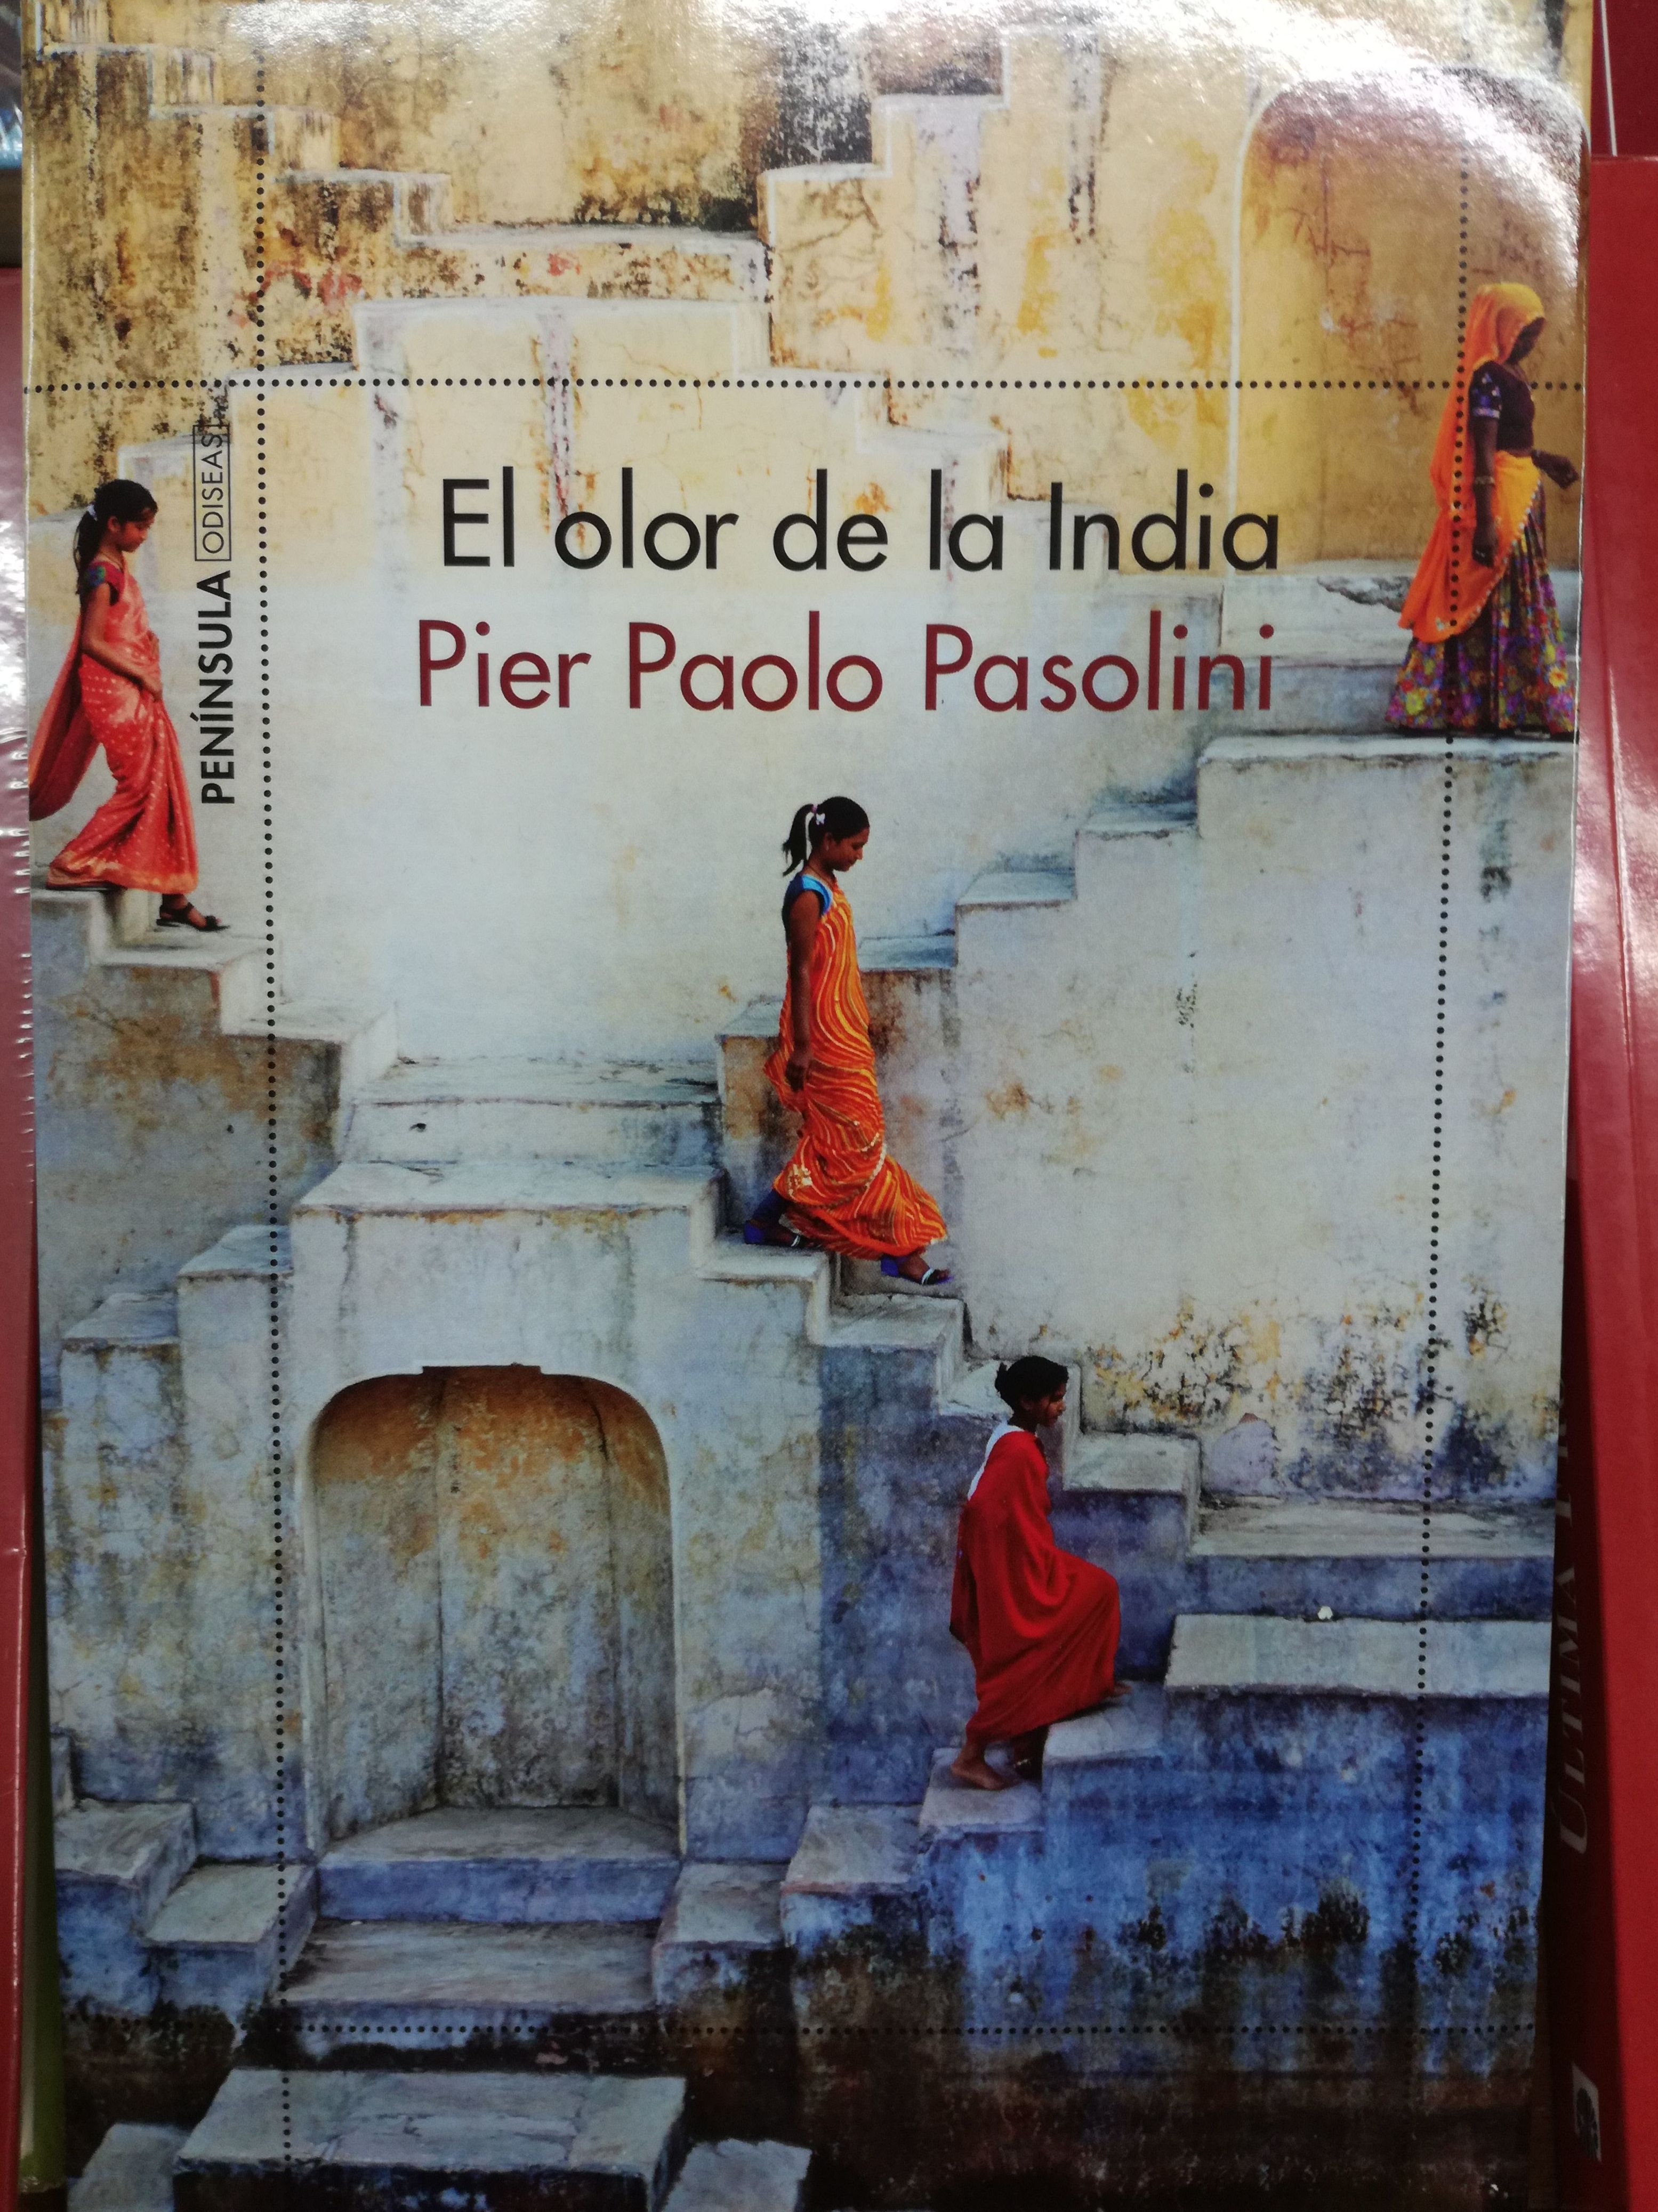 El olor de la India
Pier Paolo Pasolini
PENÍNSULA ODISEAS